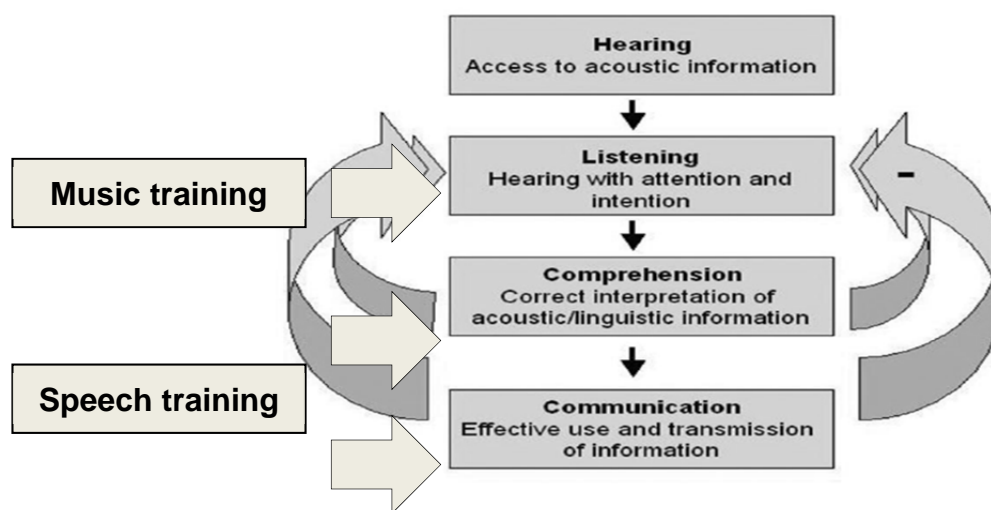 Hearing
Access to acoustic information
Listening
Hearing with attention and
intention
-
Music training
Comprehension
Correct interpretation of
acoustic/linguistic information
Speech training
Communication
Effective use and transmission
of information